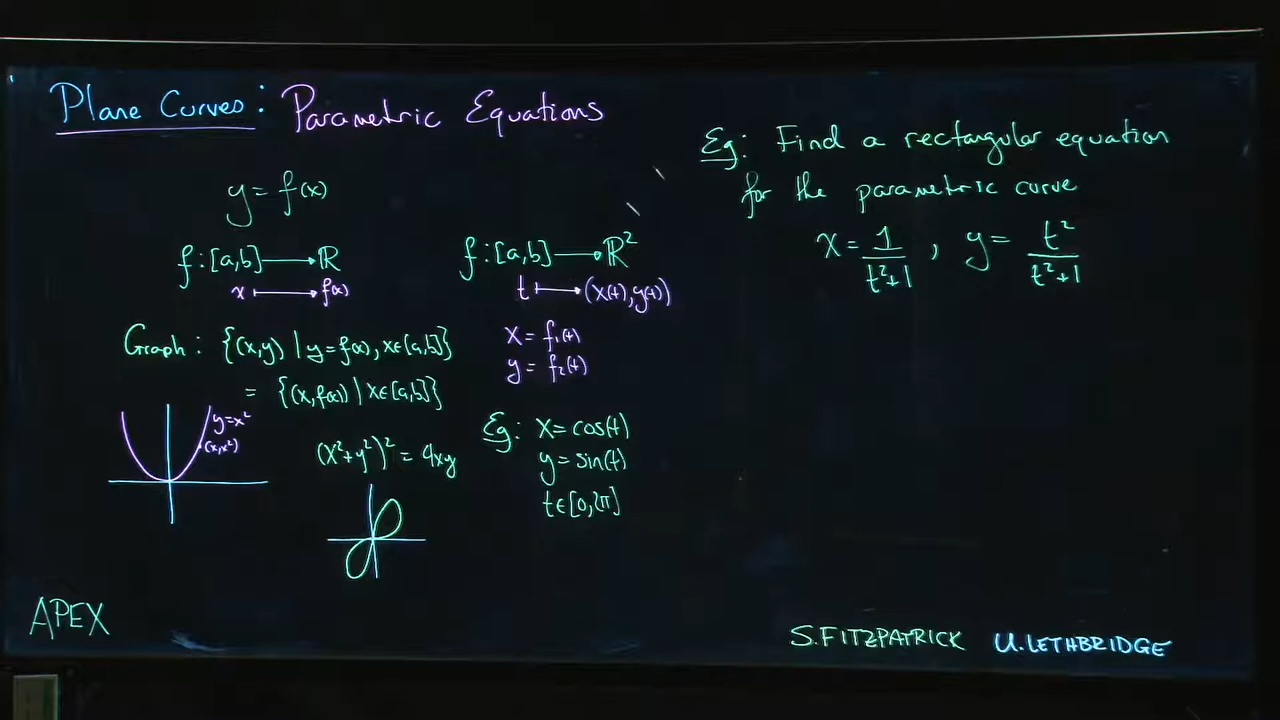 Plane Curves: Parametric Equations
y = f(x)
f: [a,b] ⟶ ℝ
x ⟼ f(x)
Graph: {(x,y) | y=f(x), x∈[a,b]}
= {(x,f(x)) | x∈[a,b]}
y=x²
(x,x²)
(x²+y²)² = 4xy
f: [a,b] ⟶ ℝ²
t ⟼ (x(t),y(t))
x = f₁(t)
y = f₂(t)
Eg: x = cos(t)
y = sin(t)
t∈[0,2π]
Eg: Find a rectangular equation
for the parametric curve
x = 1/(t²+1), y = t²/(t²+1)
APEX
S.FITZPATRICK U.LETHBRIDGE